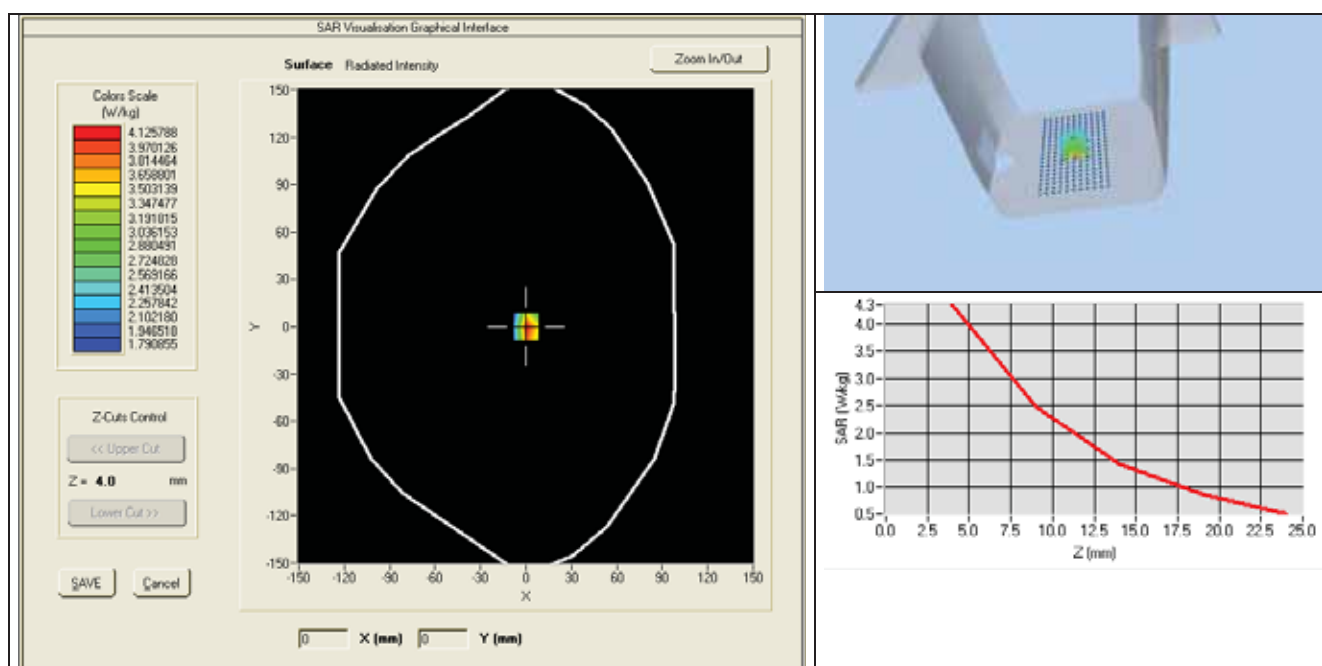 SAR Visualisation Graphical Interface
Surface Radiated Intensity
Zoom In/Out
Colors Scale
(W/kg)
4.125788
3.970126
3.814464
3.658801
3.503139
3.347477
3.191815
3.036153
2.880491
2.724828
2.569166
2.413504
2.257842
2.102180
1.946518
1.790855
Z-Cuts Control
<< Upper Cut
Z = 4.0 mm
Lower Cut >>
SAVE Cancel
150
120
90
60
30
0
-30
-60
-90
-120
-150
Y
-150 -120 -90 -60 -30 0 30 60 90 120 150
X
0 X (mm) 0 Y (mm)
4.3
4.0
3.5
3.0
2.5
2.0
1.5
1.0
0.5
SAR (W/kg)
0.0 2.5 5.0 7.5 10.0 12.5 15.0 17.5 20.0 22.5 25.0
Z (mm)